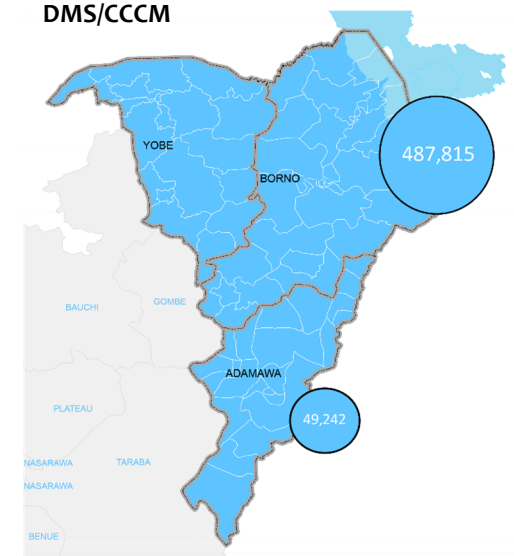 DMS/CCCM
YOBE
487,815
BORNO
BAUCHI
GOMBE
ADAMAWA
PLATEAU
49,242
NASARAWA
TARABA
NASARAWA
BENUE